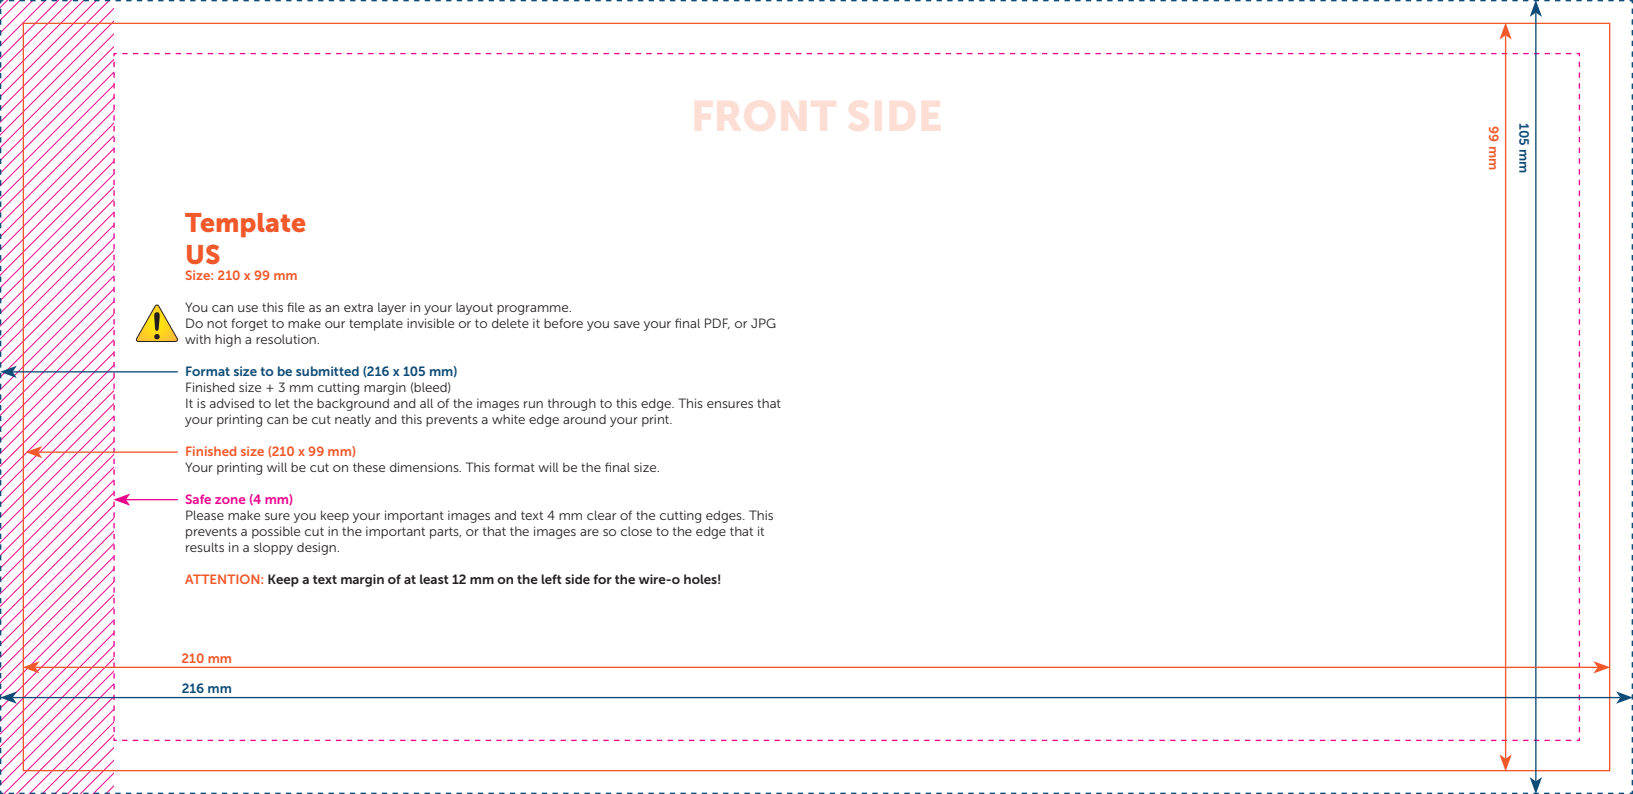 FRONT SIDE
99 mm
105 mm
Template
US
Size: 210 x 99 mm
You can use this file as an extra layer in your layout programme.
Do not forget to make our template invisible or to delete it before you save your final PDF, or JPG
with high a resolution.
Format size to be submitted (216 x 105 mm)
Finished size + 3 mm cutting margin (bleed)
It is advised to let the background and all of the images run through to this edge. This ensures that
your printing can be cut neatly and this prevents a white edge around your print.
Finished size (210 x 99 mm)
Your printing will be cut on these dimensions. This format will be the final size.
Safe zone (4 mm)
Please make sure you keep your important images and text 4 mm clear of the cutting edges. This
prevents a possible cut in the important parts, or that the images are so close to the edge that it
results in a sloppy design.
ATTENTION: Keep a text margin of at least 12 mm on the left side for the wire-o holes!
210 mm
216 mm